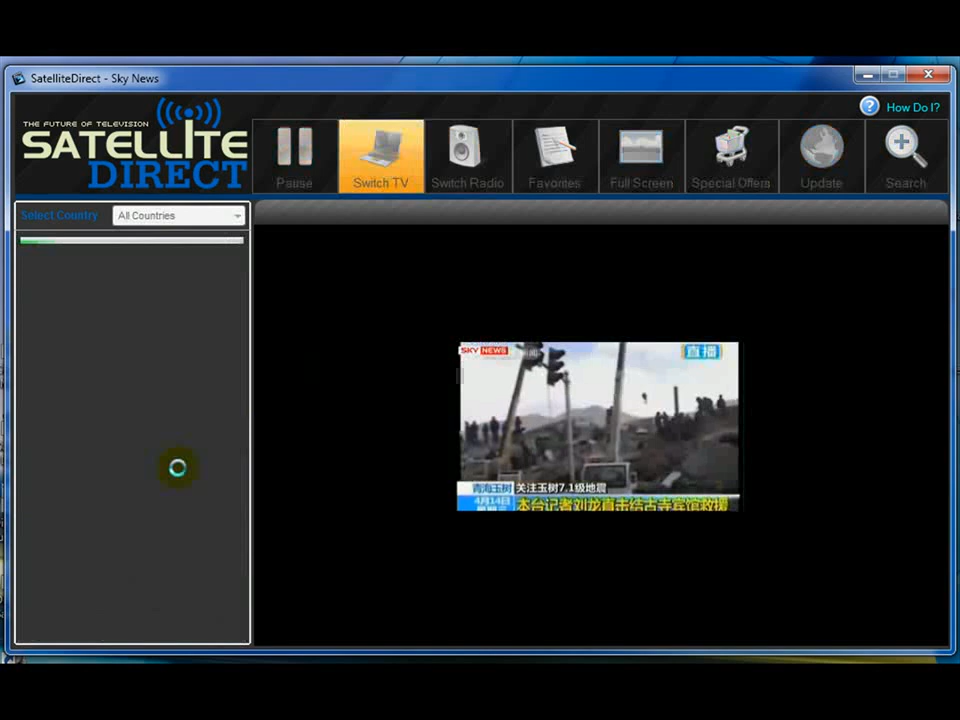 SatelliteDirect - Sky News
How Do I?
THE FUTURE OF TELEVISION
SATELLITE
DIRECT
Pause
Switch TV
Switch Radio
Favorites
Full Screen
Special Offers
Update
Search
Select Country
All Countries
SKY NEWS
直播
青海玉树 关注玉树7.1级地震
4月14日
本台记者刘龙直击结古寺宾馆救援